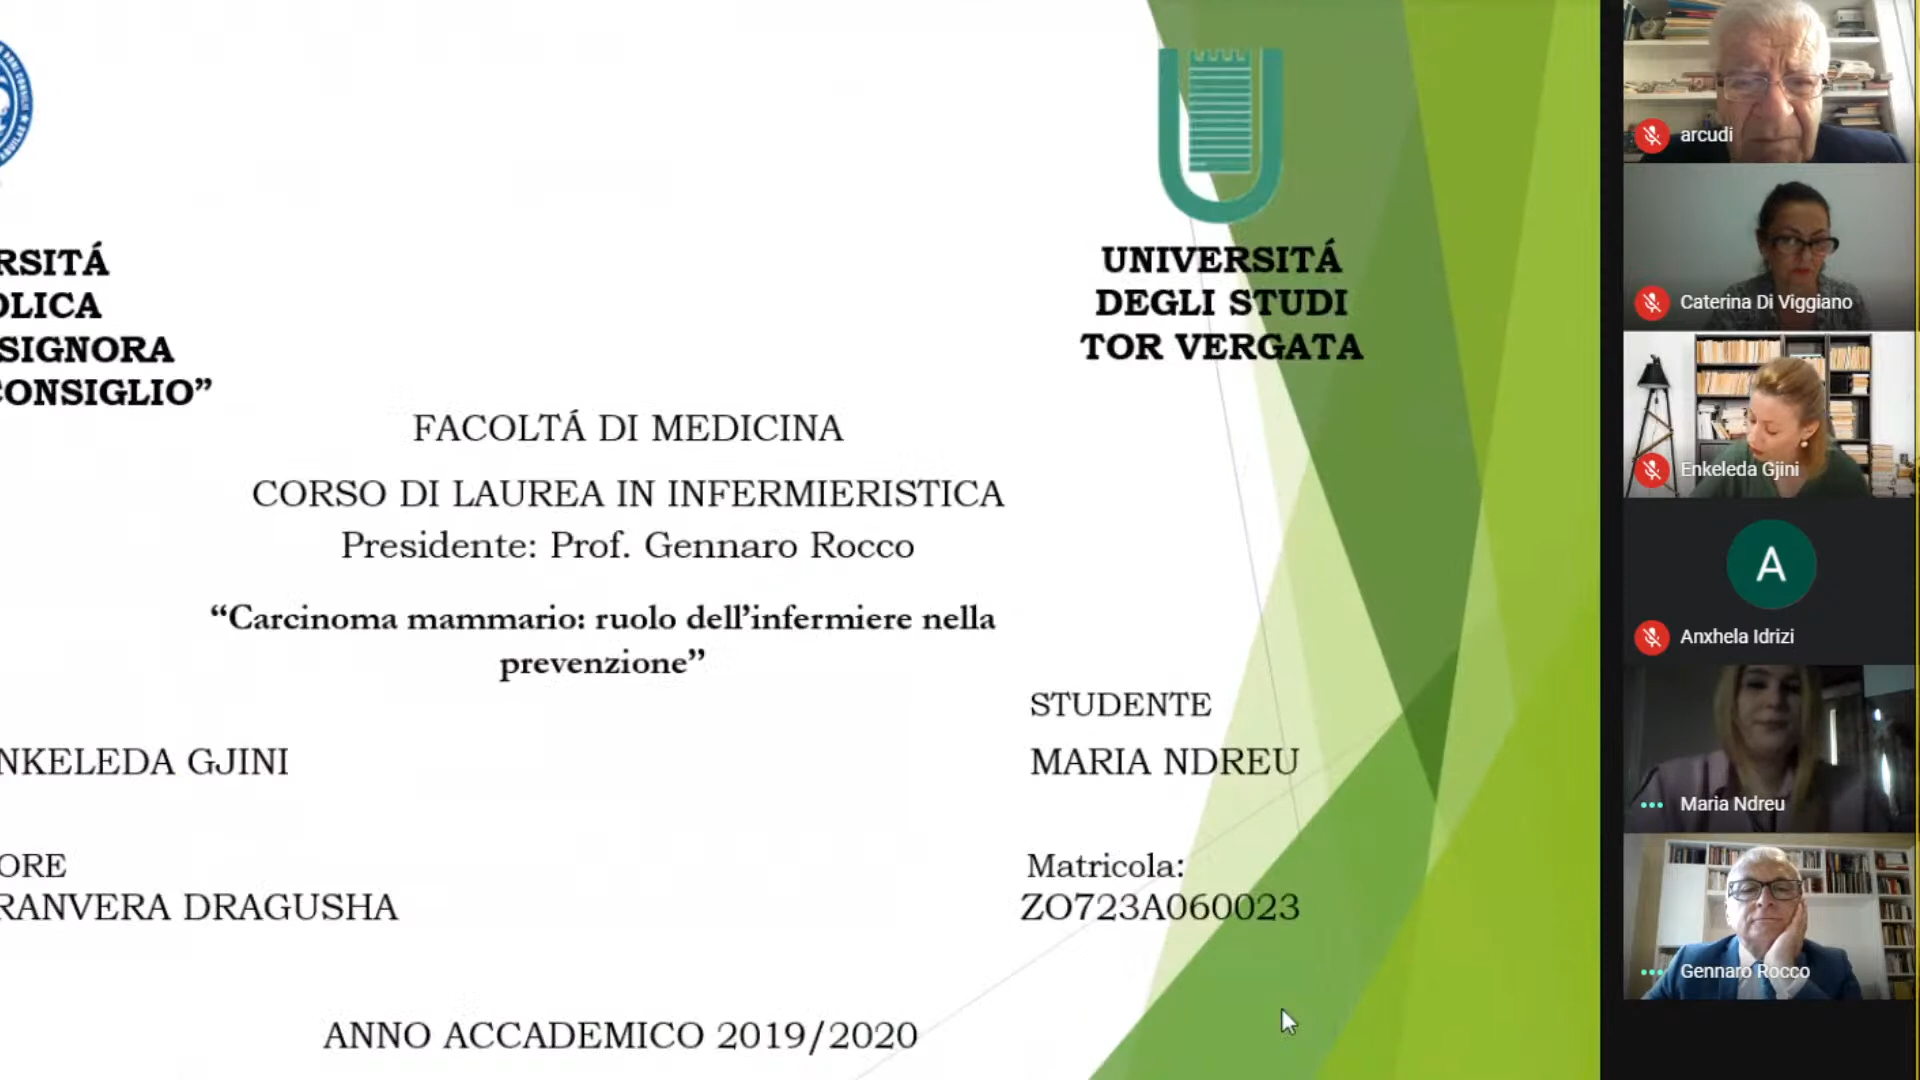 RSITÁ
OLICA
SIGNORA
CONSIGLIO”
UNIVERSITÁ
DEGLI STUDI
TOR VERGATA
FACOLTÁ DI MEDICINA
CORSO DI LAUREA IN INFERMIERISTICA
Presidente: Prof. Gennaro Rocco
“Carcinoma mammario: ruolo dell’infermiere nella
prevenzione”
NKELEDA GJINI
STUDENTE
MARIA NDREU
ORE
RANVERA DRAGUSHA
Matricola:
ZO723A060023
ANNO ACCADEMICO 2019/2020
arcudi
Caterina Di Viggiano
Enkeleda Gjini
A
Anxhela Idrizi
Maria Ndreu
Gennaro Rocco